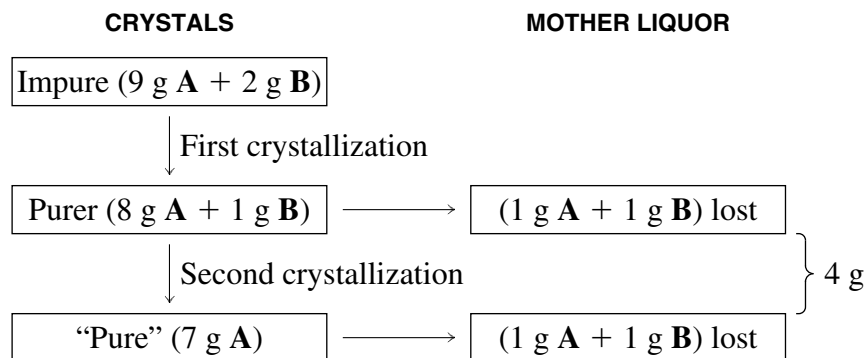 CRYSTALS MOTHER LIQUOR
Impure (9 g A + 2 g B)
First crystallization
Purer (8 g A + 1 g B) (1 g A + 1 g B) lost
Second crystallization 4 g
“Pure” (7 g A) (1 g A + 1 g B) lost